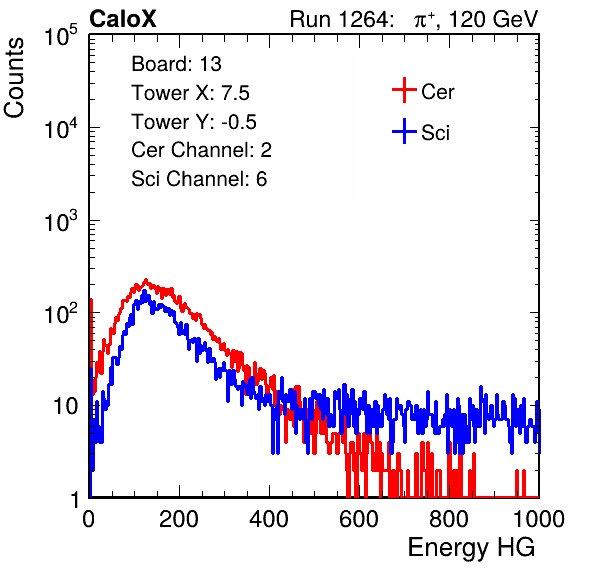 CaloX Run 1264: π⁺, 120 GeV
Counts
10⁵
10⁴
10³
10²
10
1
Board: 13
Tower X: 7.5
Tower Y: -0.5
Cer Channel: 2
Sci Channel: 6
Cer
Sci
0 200 400 600 800 1000
Energy HG